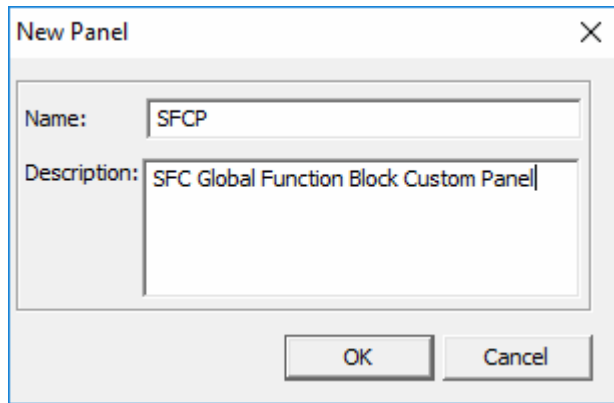 New Panel
Name: SFCP
Description: SFC Global Function Block Custom Panel
OK Cancel